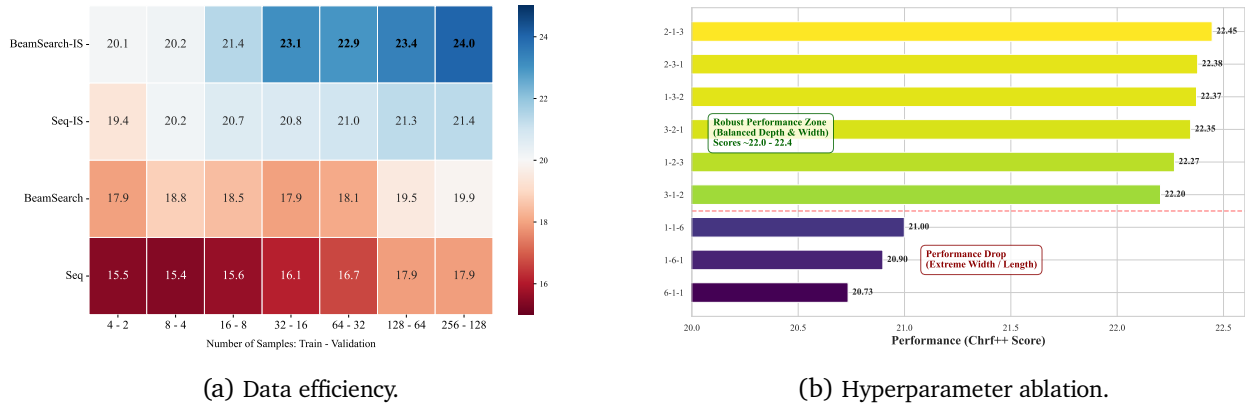 BeamSearch-IS
20.1 20.2 21.4 23.1 22.9 23.4 24.0
Seq-IS
19.4 20.2 20.7 20.8 21.0 21.3 21.4
BeamSearch
17.9 18.8 18.5 17.9 18.1 19.5 19.9
Seq
15.5 15.4 15.6 16.1 16.7 17.9 17.9
4 - 2 8 - 4 16 - 8 32 - 16 64 - 32 128 - 64 256 - 128
Number of Samples: Train - Validation
24
22
20
18
16
(a) Data efficiency.
2-1-3 22.45
2-3-1 22.38
1-3-2 22.37
3-2-1 22.35
Robust Performance Zone
(Balanced Depth & Width)
Scores ~22.0 - 22.4
1-2-3 22.27
3-1-2 22.20
1-1-6 21.00
1-6-1 20.90
Performance Drop
(Extreme Width / Length)
6-1-1 20.73
20.0 20.5 21.0 21.5 22.0 22.5
Performance (Chrf++ Score)
(b) Hyperparameter ablation.